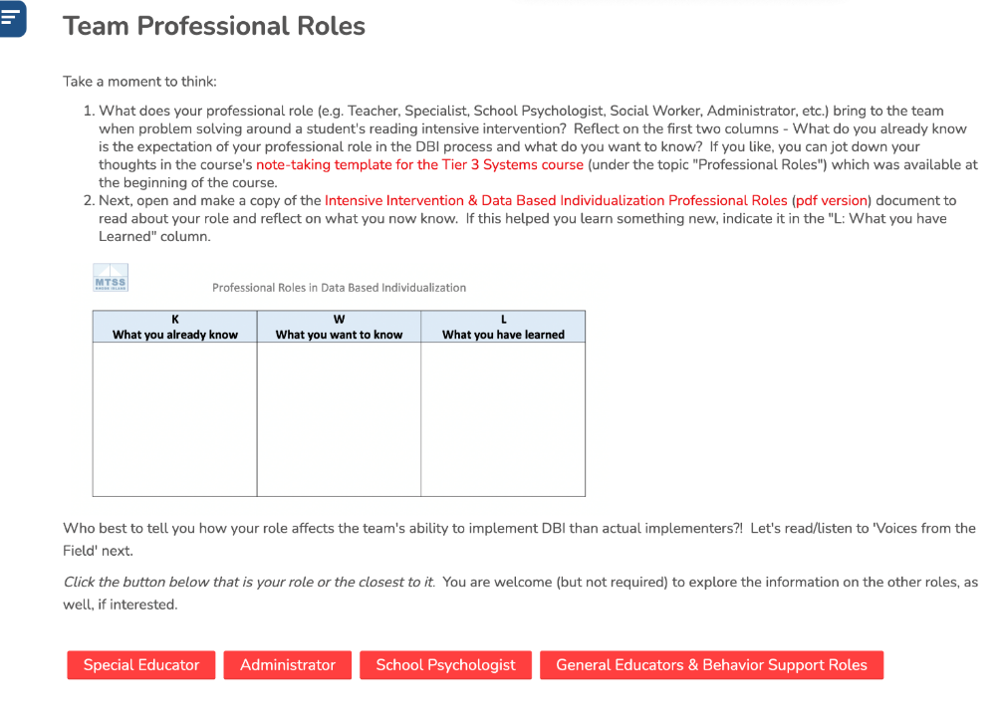 Team Professional Roles
Take a moment to think:
1. What does your professional role (e.g. Teacher, Specialist, School Psychologist, Social Worker, Administrator, etc.) bring to the team
when problem solving around a student's reading intensive intervention? Reflect on the first two columns - What do you already know
is the expectation of your professional role in the DBI process and what do you want to know? If you like, you can jot down your
thoughts in the course's note-taking template for the Tier 3 Systems course (under the topic "Professional Roles") which was available at
the beginning of the course.
2. Next, open and make a copy of the Intensive Intervention & Data Based Individualization Professional Roles (pdf version) document to
read about your role and reflect on what you now know. If this helped you learn something new, indicate it in the "L: What you have
Learned" column.
MTSS
RHODE ISLAND
Professional Roles in Data Based Individualization
K
What you already know
W
What you want to know
L
What you have learned
Who best to tell you how your role affects the team's ability to implement DBI than actual implementers?! Let's read/listen to 'Voices from the
Field' next.
Click the button below that is your role or the closest to it. You are welcome (but not required) to explore the information on the other roles, as
well, if interested.
Special Educator
Administrator
School Psychologist
General Educators & Behavior Support Roles